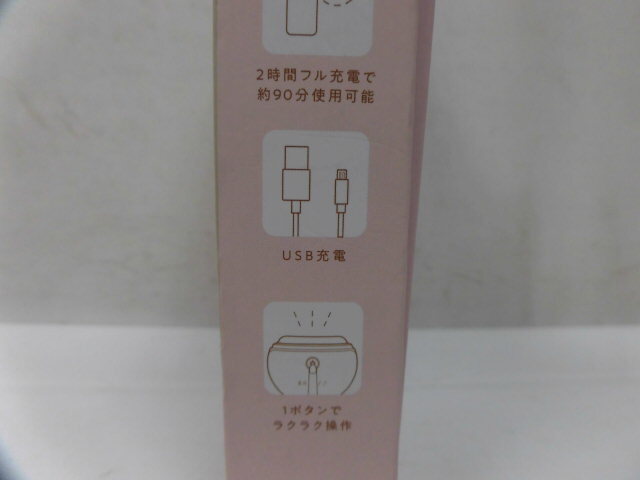 2時間フル充電で
約90分使用可能
USB充電
1ボタンで
ラクラク操作